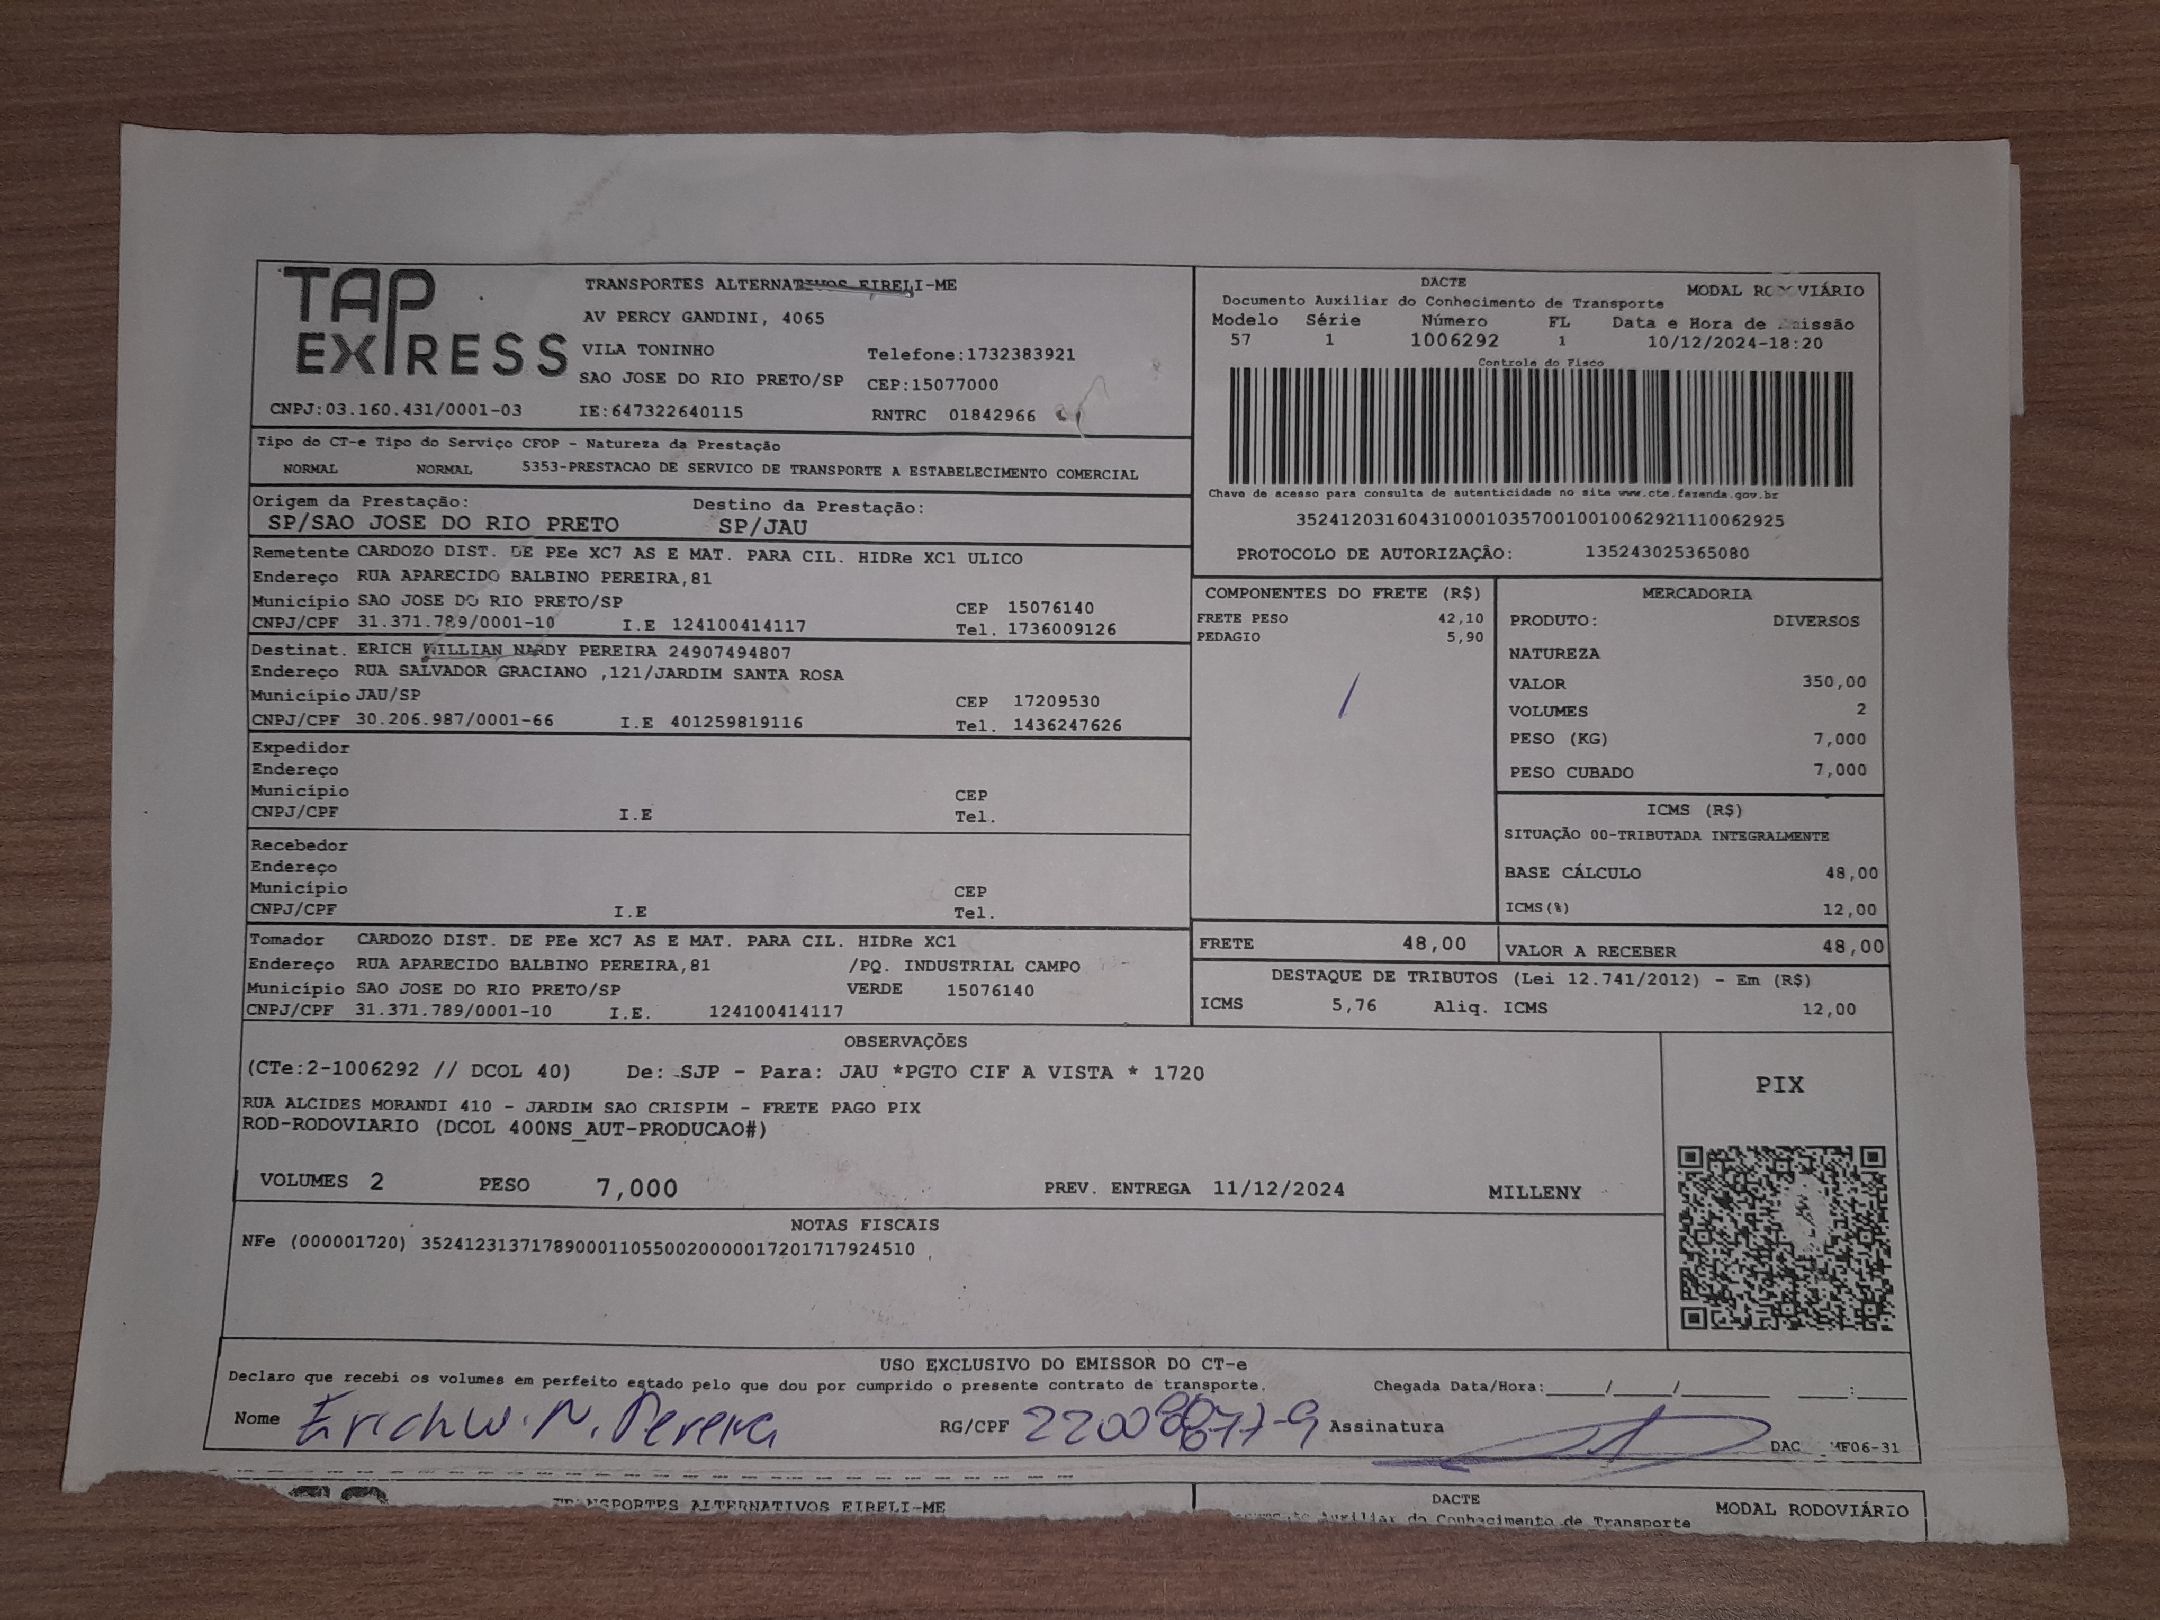 TAP EXPRESS
TRANSPORTES ALTERNATIVOS EIRELI-ME
AV PERCY GANDINI, 4065
VILA TONINHO Telefone:1732383921
SAO JOSE DO RIO PRETO/SP CEP:15077000
CNPJ:03.160.431/0001-03 IE:647322640115 RNTRC 01842966
DACTE
Documento Auxiliar do Conhecimento de Transporte MODAL RODOVIÁRIO
Modelo Série Número FL Data e Hora de Emissão
57 1 1006292 1 10/12/2024-18:20
Controle do Fisco
Chave de acesso para consulta de autenticidade no site www.cte.fazenda.gov.br
35241203160431000103570010010062921110062925
PROTOCOLO DE AUTORIZAÇÃO: 135243025365080
Tipo do CT-e Tipo do Serviço CFOP - Natureza da Prestação
NORMAL NORMAL 5353-PRESTACAO DE SERVICO DE TRANSPORTE A ESTABELECIMENTO COMERCIAL
Origem da Prestação: Destino da Prestação:
SP/SAO JOSE DO RIO PRETO SP/JAU
Remetente CARDOZO DIST. DE PEe XC7 AS E MAT. PARA CIL. HIDRe XC1 ULICO
Endereço RUA APARECIDO BALBINO PEREIRA,81
Município SAO JOSE DO RIO PRETO/SP CEP 15076140
CNPJ/CPF 31.371.789/0001-10 I.E 124100414117 Tel. 1736009126
Destinat. ERICH WILLIAN NARDY PEREIRA 24907494807
Endereço RUA SALVADOR GRACIANO ,121/JARDIM SANTA ROSA
Município JAU/SP CEP 17209530
CNPJ/CPF 30.206.987/0001-66 I.E 401259819116 Tel. 1436247626
Expedidor
Endereço
Município CEP
CNPJ/CPF I.E Tel.
Recebedor
Endereço
Município CEP
CNPJ/CPF I.E Tel.
Tomador CARDOZO DIST. DE PEe XC7 AS E MAT. PARA CIL. HIDRe XC1
Endereço RUA APARECIDO BALBINO PEREIRA,81 /PQ. INDUSTRIAL CAMPO
Município SAO JOSE DO RIO PRETO/SP VERDE 15076140
CNPJ/CPF 31.371.789/0001-10 I.E. 124100414117
COMPONENTES DO FRETE (R$)
FRETE PESO 42,10
PEDAGIO 5,90
MERCADORIA
PRODUTO: DIVERSOS
NATUREZA
VALOR 350,00
VOLUMES 2
PESO (KG) 7,000
PESO CUBADO 7,000
ICMS (R$)
SITUAÇÃO 00-TRIBUTADA INTEGRALMENTE
BASE CÁLCULO 48,00
ICMS(%) 12,00
FRETE 48,00 VALOR A RECEBER 48,00
DESTAQUE DE TRIBUTOS (Lei 12.741/2012) - Em (R$)
ICMS 5,76 Aliq. ICMS 12,00
OBSERVAÇÕES
(CTe:2-1006292 // DCOL 40) De: SJP - Para: JAU *PGTO CIF A VISTA * 1720
RUA ALCIDES MORANDI 410 - JARDIM SAO CRISPIM - FRETE PAGO PIX
ROD-RODOVIARIO (DCOL 400NS_AUT-PRODUCAO#)
VOLUMES 2 PESO 7,000 PREV. ENTREGA 11/12/2024 MILLENY
PIX
NOTAS FISCAIS
NFe (000001720) 35241231371789000110550020000017201717924510
USO EXCLUSIVO DO EMISSOR DO CT-e
Declaro que recebi os volumes em perfeito estado pelo que dou por cumprido o presente contrato de transporte. Chegada Data/Hora:____/____/______ ___:____
Nome Erich W. N. Pereira RG/CPF Assinatura
TRANSPORTES ALTERNATIVOS EIRELI-ME DACTE MODAL RODOVIÁRIO
Auxiliar do Conhecimento de Transporte